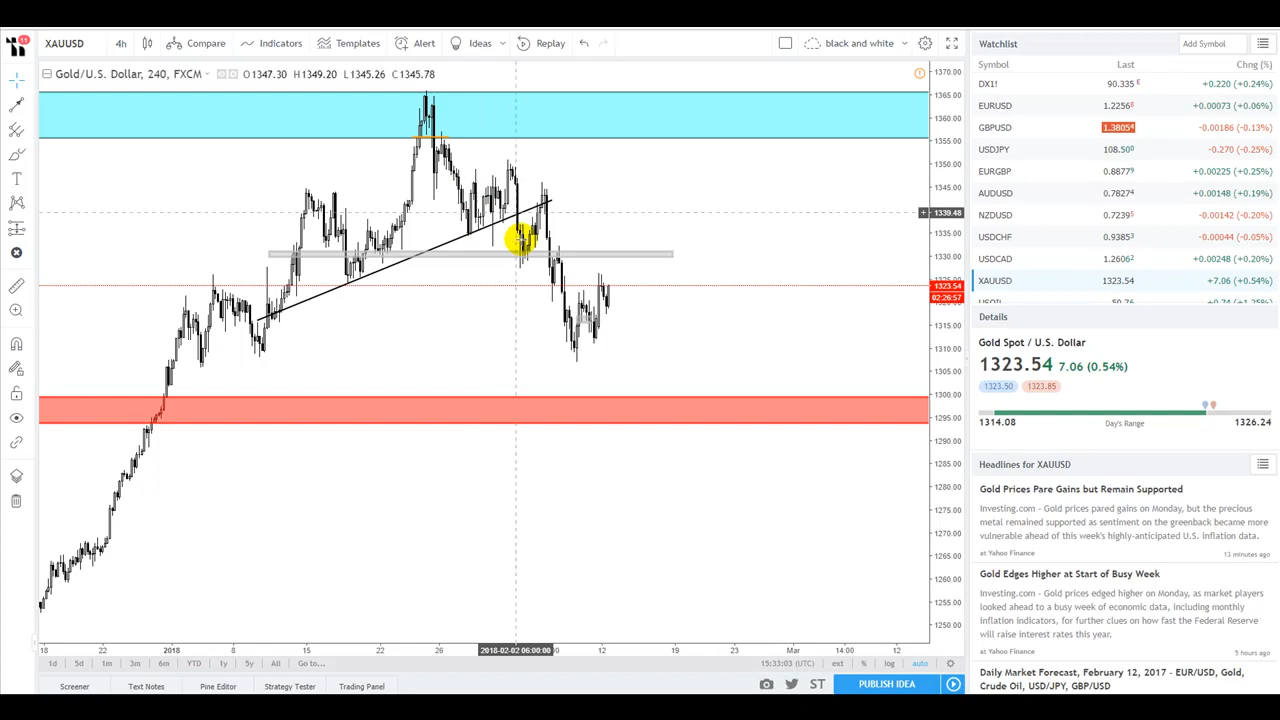 11
XAUUSD 4h Compare Indicators Templates Alert Ideas Replay black and white
Gold/U.S. Dollar, 240, FXCM O1347.30 H1349.20 L1345.26 C1345.78
1370.00
1365.00
1360.00
1355.00
1350.00
1345.00
1339.48
1335.00
1330.00
1323.54
02:26:57
1315.00
1310.00
1305.00
1300.00
1295.00
1290.00
1285.00
1280.00
1275.00
1270.00
1265.00
1260.00
1255.00
1250.00
18 22 2018 8 15 22 26 2018-02-02 06:00:00 12 19 23 Mar 14:00 12
1d 5d 1m 3m 6m YTD 1y 5y All Go to... 15:33:03 (UTC) ext % log auto
Screener Text Notes Pine Editor Strategy Tester Trading Panel ST PUBLISH IDEA
Watchlist Add Symbol
Symbol Last Chng (%)
DX1! 90.335 E +0.220 (+0.24%)
EURUSD 1.22568 +0.00073 (+0.06%)
GBPUSD 1.38054 -0.00186 (-0.13%)
USDJPY 108.500 -0.270 (-0.25%)
EURGBP 0.88779 +0.00225 (+0.25%)
AUDUSD 0.78274 +0.00148 (+0.19%)
NZDUSD 0.72395 -0.00142 (-0.20%)
USDCHF 0.93853 -0.00044 (-0.05%)
USDCAD 1.26062 +0.00248 (+0.20%)
XAUUSD 1323.54 +7.06 (+0.54%)
Details
Gold Spot / U.S. Dollar
1323.54 7.06 (0.54%)
1323.50 1323.85
1314.08 Day's Range 1326.24
Headlines for XAUUSD
Gold Prices Pare Gains but Remain Supported
Investing.com - Gold prices pared gains on Monday, but the precious
metal remained supported as sentiment on the greenback became more
vulnerable ahead of this week's highly-anticipated U.S. inflation data.
at Yahoo Finance 13 minutes ago
Gold Edges Higher at Start of Busy Week
Investing.com - Gold prices edged higher on Monday, as market players
looked ahead to a busy week of economic data, including monthly
inflation indicators, for further clues on how fast the Federal Reserve
will raise interest rates this year.
at Yahoo Finance 5 hours ago
Daily Market Forecast, February 12, 2017 - EUR/USD, Gold,
Crude Oil, USD/JPY, GBP/USD